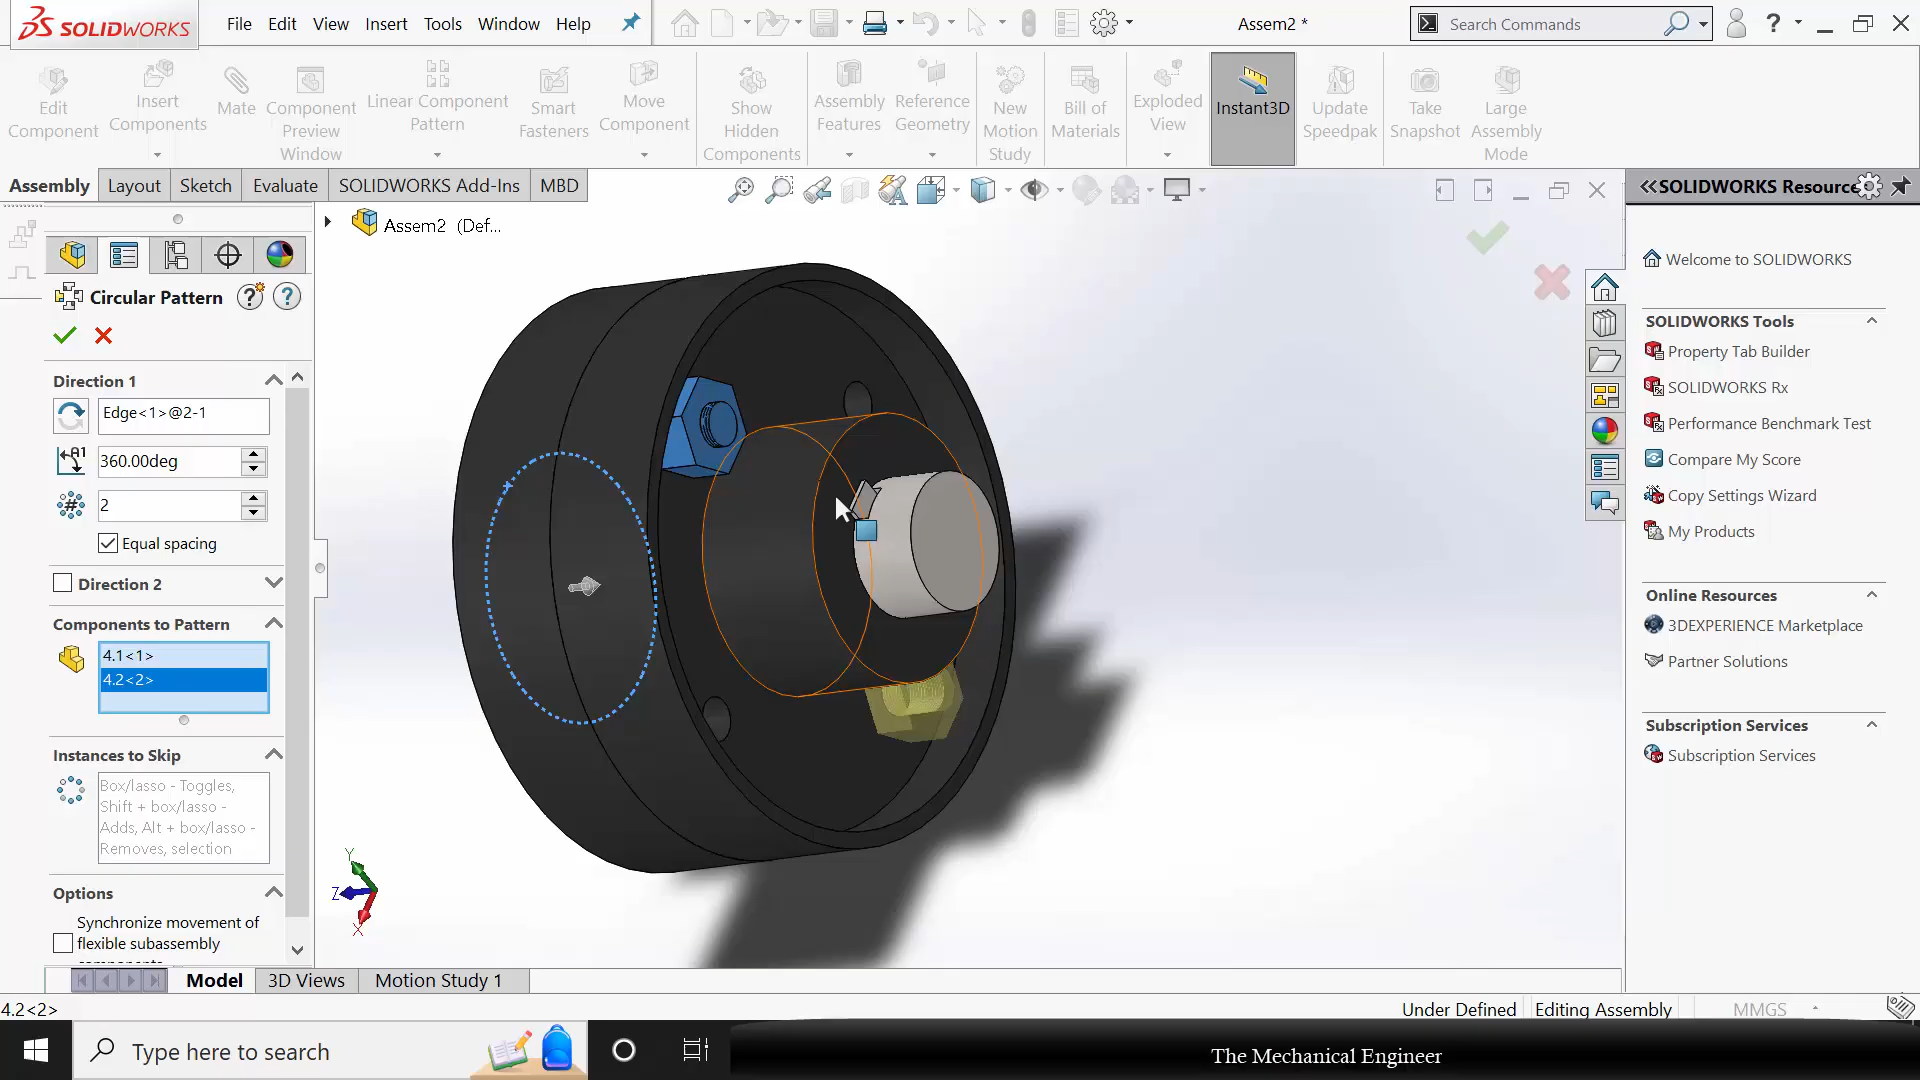 SOLIDWORKS
File Edit View Insert Tools Window Help
Assem2 *
Search Commands
?
Edit Component
Insert Components
Mate
Component Preview Window
Linear Component Pattern
Smart Fasteners
Move Component
Show Hidden Components
Assembly Features
Reference Geometry
New Motion Study
Bill of Materials
Exploded View
Instant3D
Update Speedpak
Take Snapshot
Large Assembly Mode
Assembly Layout Sketch Evaluate SOLIDWORKS Add-Ins MBD
Assem2 (Def...
Circular Pattern
Direction 1
Edge<1>@2-1
360.00deg
2
Equal spacing
Direction 2
Components to Pattern
4.1<1>
4.2<2>
Instances to Skip
Box/lasso - Toggles,
Shift + box/lasso -
Adds, Alt + box/lasso -
Removes, selection
Options
Synchronize movement of
flexible subassembly
Y
Z
X
SOLIDWORKS Resource
Welcome to SOLIDWORKS
SOLIDWORKS Tools
Property Tab Builder
SOLIDWORKS Rx
Performance Benchmark Test
Compare My Score
Copy Settings Wizard
My Products
Online Resources
3DEXPERIENCE Marketplace
Partner Solutions
Subscription Services
Subscription Services
Model 3D Views Motion Study 1
4.2<2>
Under Defined Editing Assembly MMGS
Type here to search
The Mechanical Engineer